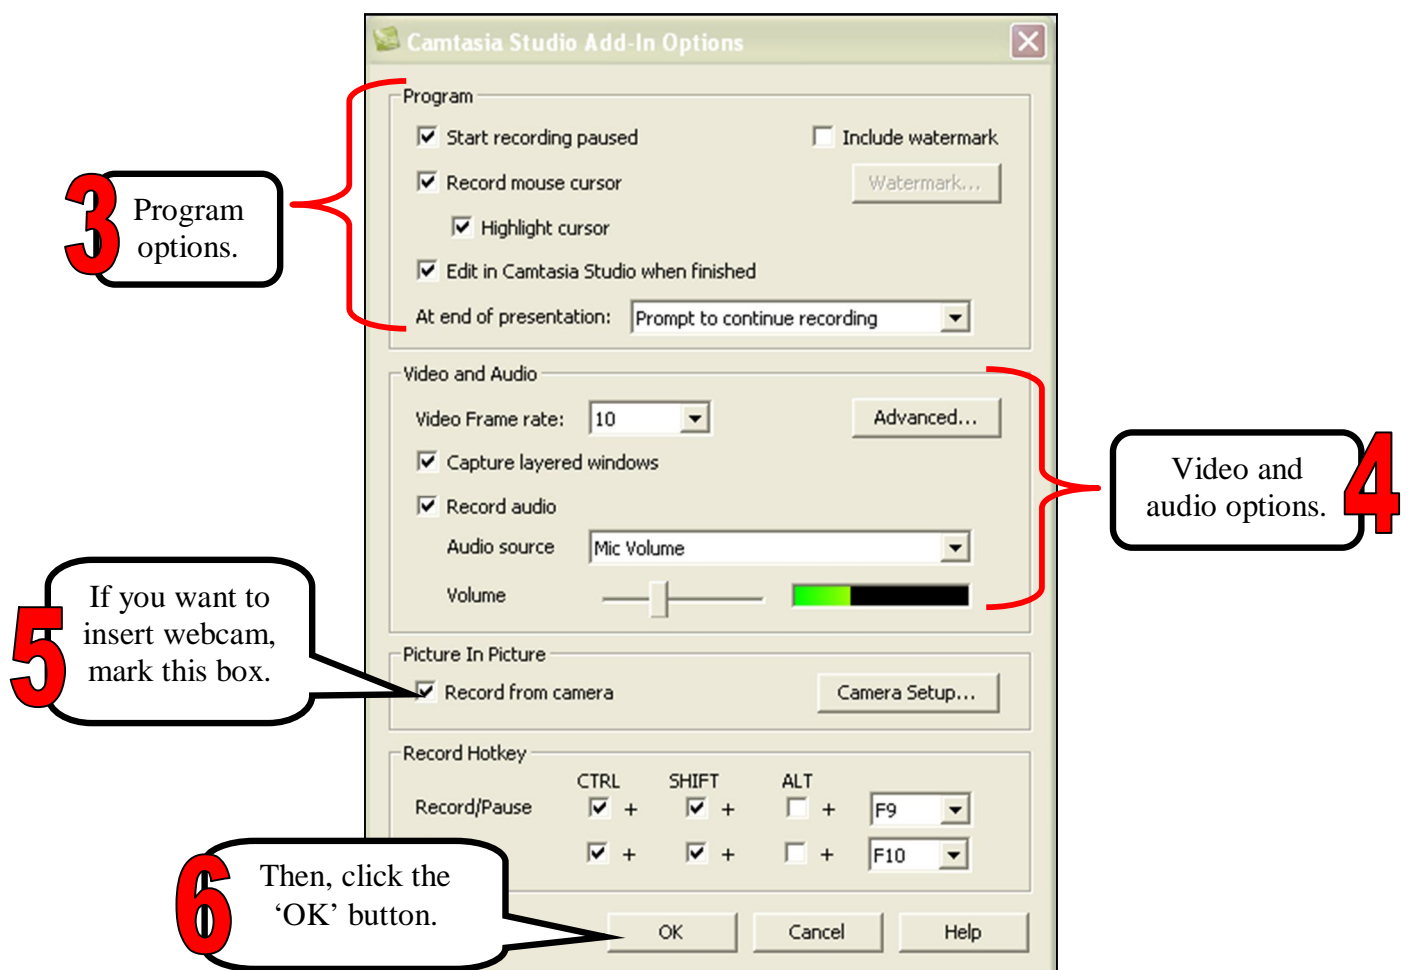 Camtasia Studio Add-In Options
Program
Start recording paused
Include watermark
Record mouse cursor
Watermark...
Highlight cursor
Edit in Camtasia Studio when finished
At end of presentation: Prompt to continue recording
3
Program
options.
Video and Audio
Video Frame rate: 10
Advanced...
Capture layered windows
Record audio
Audio source Mic Volume
Volume
Video and
audio options.
4
5
If you want to
insert webcam,
mark this box.
Picture In Picture
Record from camera
Camera Setup...
Record Hotkey
CTRL SHIFT ALT
Record/Pause + + + F9
+ + + F10
6
Then, click the
‘OK’ button.
OK Cancel Help